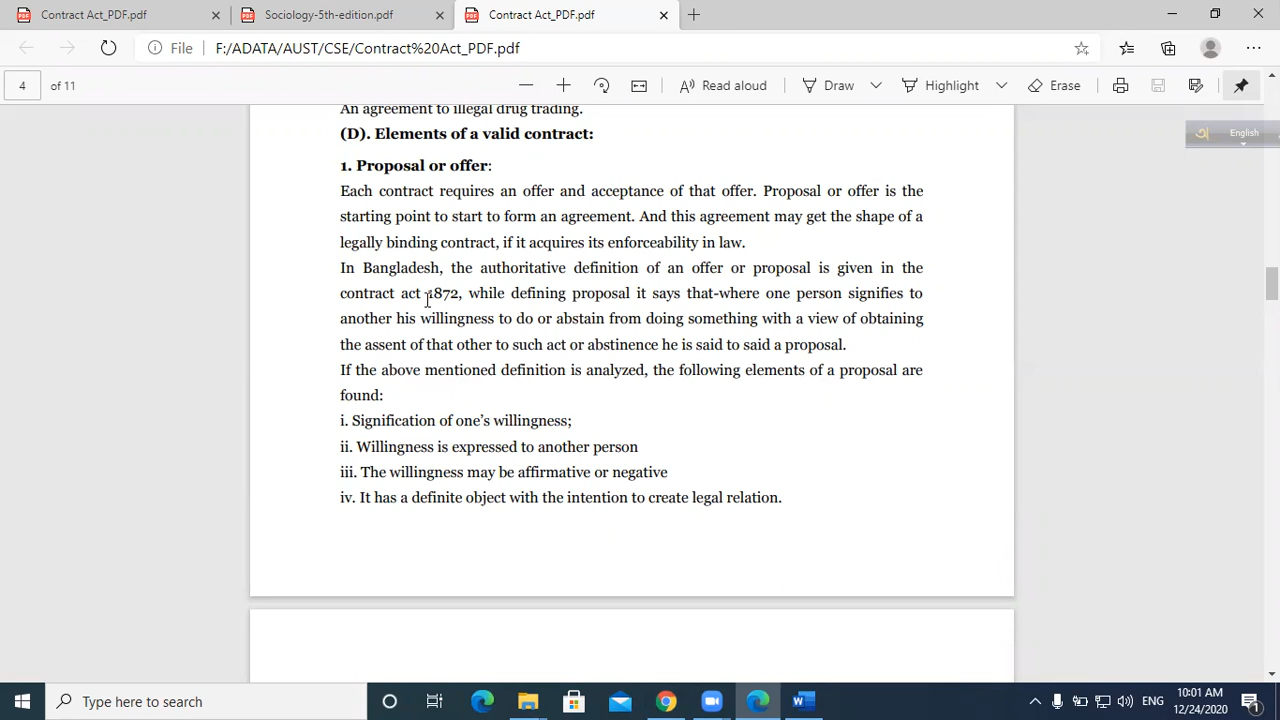 Contract Act_PDF.pdf
Sociology-5th-edition.pdf
Contract Act_PDF.pdf
File
F:/ADATA/AUST/CSE/Contract%20Act_PDF.pdf
4
of 11
Read aloud
Draw
Highlight
Erase
English
An agreement to illegal drug trading.
(D). Elements of a valid contract:
1. Proposal or offer:
Each contract requires an offer and acceptance of that offer. Proposal or offer is the
starting point to start to form an agreement. And this agreement may get the shape of a
legally binding contract, if it acquires its enforceability in law.
In Bangladesh, the authoritative definition of an offer or proposal is given in the
contract act 1872, while defining proposal it says that-where one person signifies to
another his willingness to do or abstain from doing something with a view of obtaining
the assent of that other to such act or abstinence he is said to said a proposal.
If the above mentioned definition is analyzed, the following elements of a proposal are
found:
i. Signification of one’s willingness;
ii. Willingness is expressed to another person
iii. The willingness may be affirmative or negative
iv. It has a definite object with the intention to create legal relation.
Type here to search
ENG
10:01 AM
12/24/2020